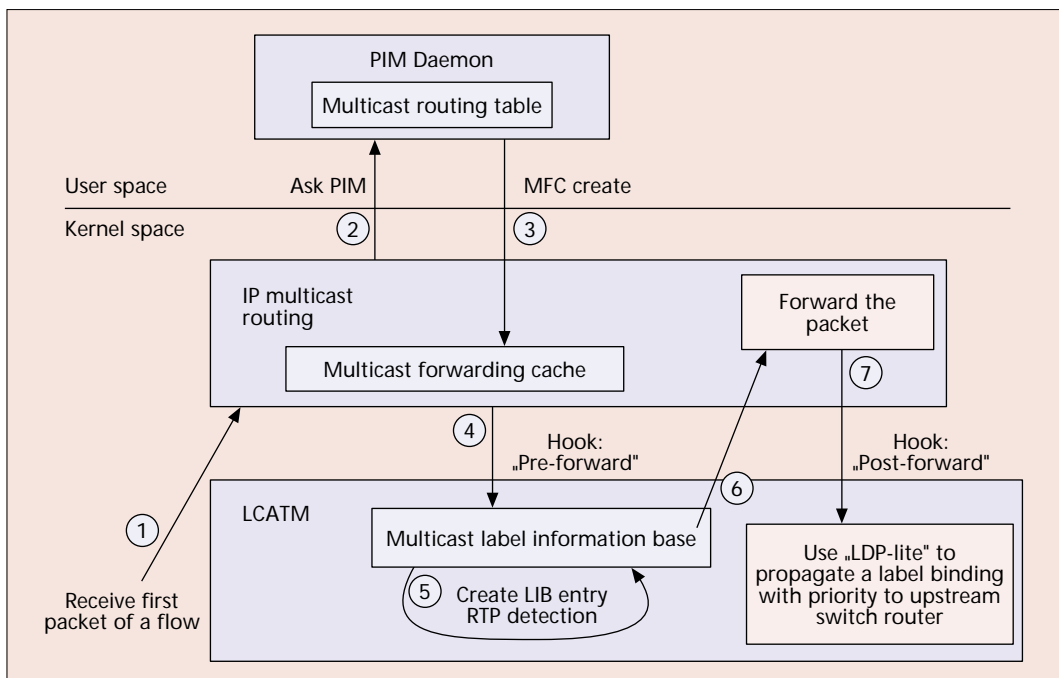 PIM Daemon
Multicast routing table
User space
Ask PIM
MFC create
Kernel space
2
3
IP multicast
routing
Forward the
packet
Multicast forwarding cache
7
4
Hook:
„Pre-forward"
Hook:
„Post-forward"
6
1
LCATM
Multicast label information base
Use „LDP-lite" to
propagate a label binding
with priority to upstream
switch router
5
Create LIB entry
RTP detection
Receive first
packet of a flow